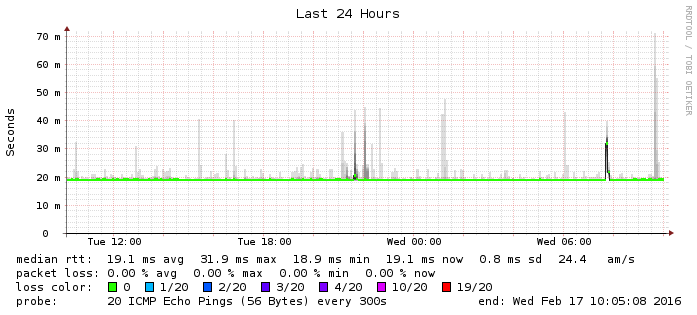 Last 24 Hours
RRDTOOL / TOBI OETIKER
Seconds
70 m
60 m
50 m
40 m
30 m
20 m
10 m
0
Tue 12:00 Tue 18:00 Wed 00:00 Wed 06:00
median rtt: 19.1 ms avg 31.9 ms max 18.9 ms min 19.1 ms now 0.8 ms sd 24.4 am/s
packet loss: 0.00 % avg 0.00 % max 0.00 % min 0.00 % now
loss color: 0 1/20 2/20 3/20 4/20 10/20 19/20
probe: 20 ICMP Echo Pings (56 Bytes) every 300s end: Wed Feb 17 10:05:08 2016